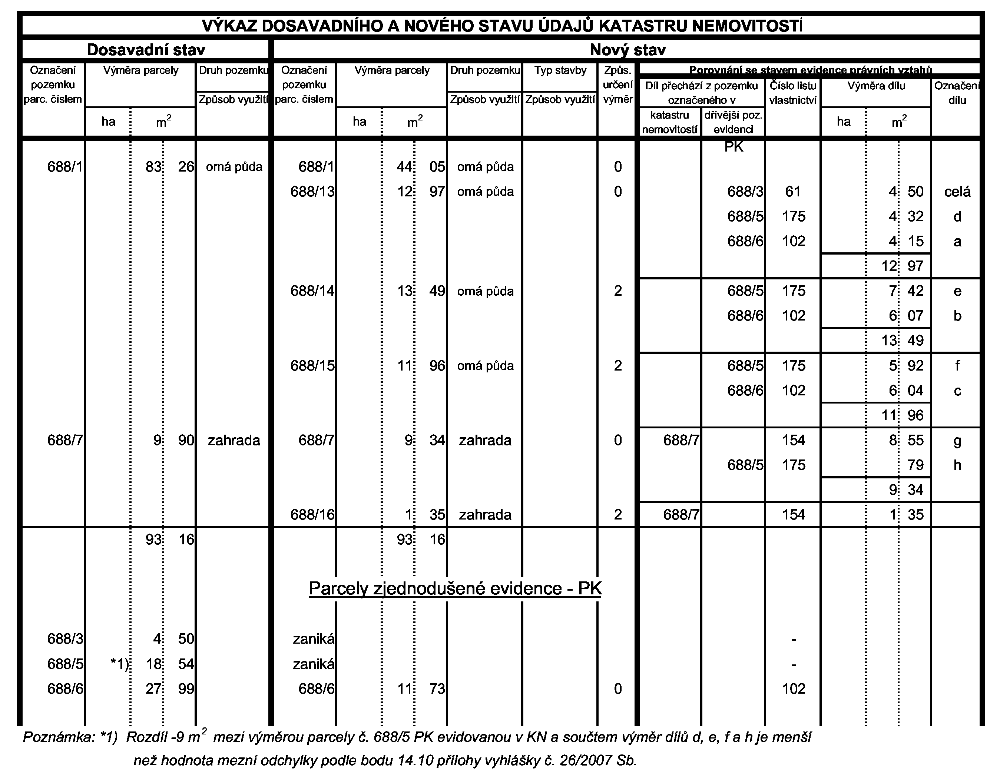 VÝKAZ DOSAVADNÍHO A NOVÉHO STAVU ÚDAJŮ KATASTRU NEMOVITOSTÍ
Dosavadní stav Nový stav
Označení pozemku parc. číslem Výměra parcely Druh pozemku Označení pozemku parc. číslem Výměra parcely Druh pozemku Typ stavby Způs. určení výměr Porovnání se stavem evidence právních vztahů
Způsob využití Způsob využití Způsob využití Díl přechází z pozemku označeného v Číslo listu vlastnictví Výměra dílu Označení dílu
ha m2 ha m2 katastru nemovitostí dřívější poz. evidenci ha m2
PK
688/1 83 26 orná půda 688/1 44 05 orná půda 0
688/13 12 97 orná půda 0 688/3 61 4 50 celá
688/5 175 4 32 d
688/6 102 4 15 a
12 97
688/14 13 49 orná půda 2 688/5 175 7 42 e
688/6 102 6 07 b
13 49
688/15 11 96 orná půda 2 688/5 175 5 92 f
688/6 102 6 04 c
11 96
688/7 9 90 zahrada 688/7 9 34 zahrada 0 688/7 154 8 55 g
688/5 175 79 h
9 34
688/16 1 35 zahrada 2 688/7 154 1 35
93 16 93 16
Parcely zjednodušené evidence - PK
688/3 4 50 zaniká -
688/5 *1) 18 54 zaniká -
688/6 27 99 688/6 11 73 0 102
Poznámka: *1) Rozdíl -9 m2 mezi výměrou parcely č. 688/5 PK evidovanou v KN a součtem výměr dílů d, e, f a h je menší
než hodnota mezní odchylky podle bodu 14.10 přílohy vyhlášky č. 26/2007 Sb.